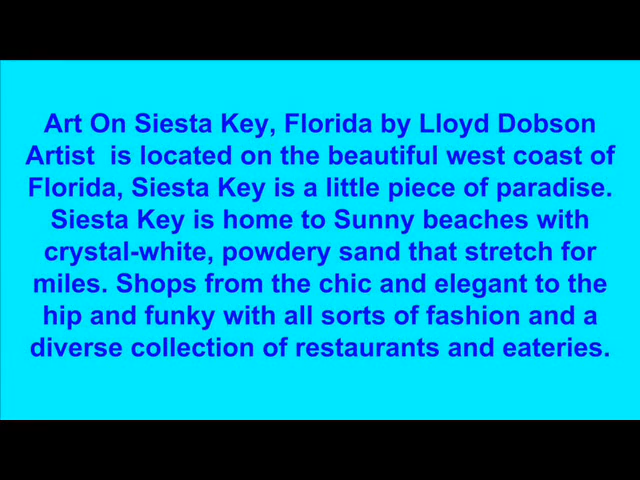 Art On Siesta Key, Florida by Lloyd Dobson
Artist  is located on the beautiful west coast of
Florida, Siesta Key is a little piece of paradise.
Siesta Key is home to Sunny beaches with
crystal-white, powdery sand that stretch for
miles. Shops from the chic and elegant to the
hip and funky with all sorts of fashion and a
diverse collection of restaurants and eateries.